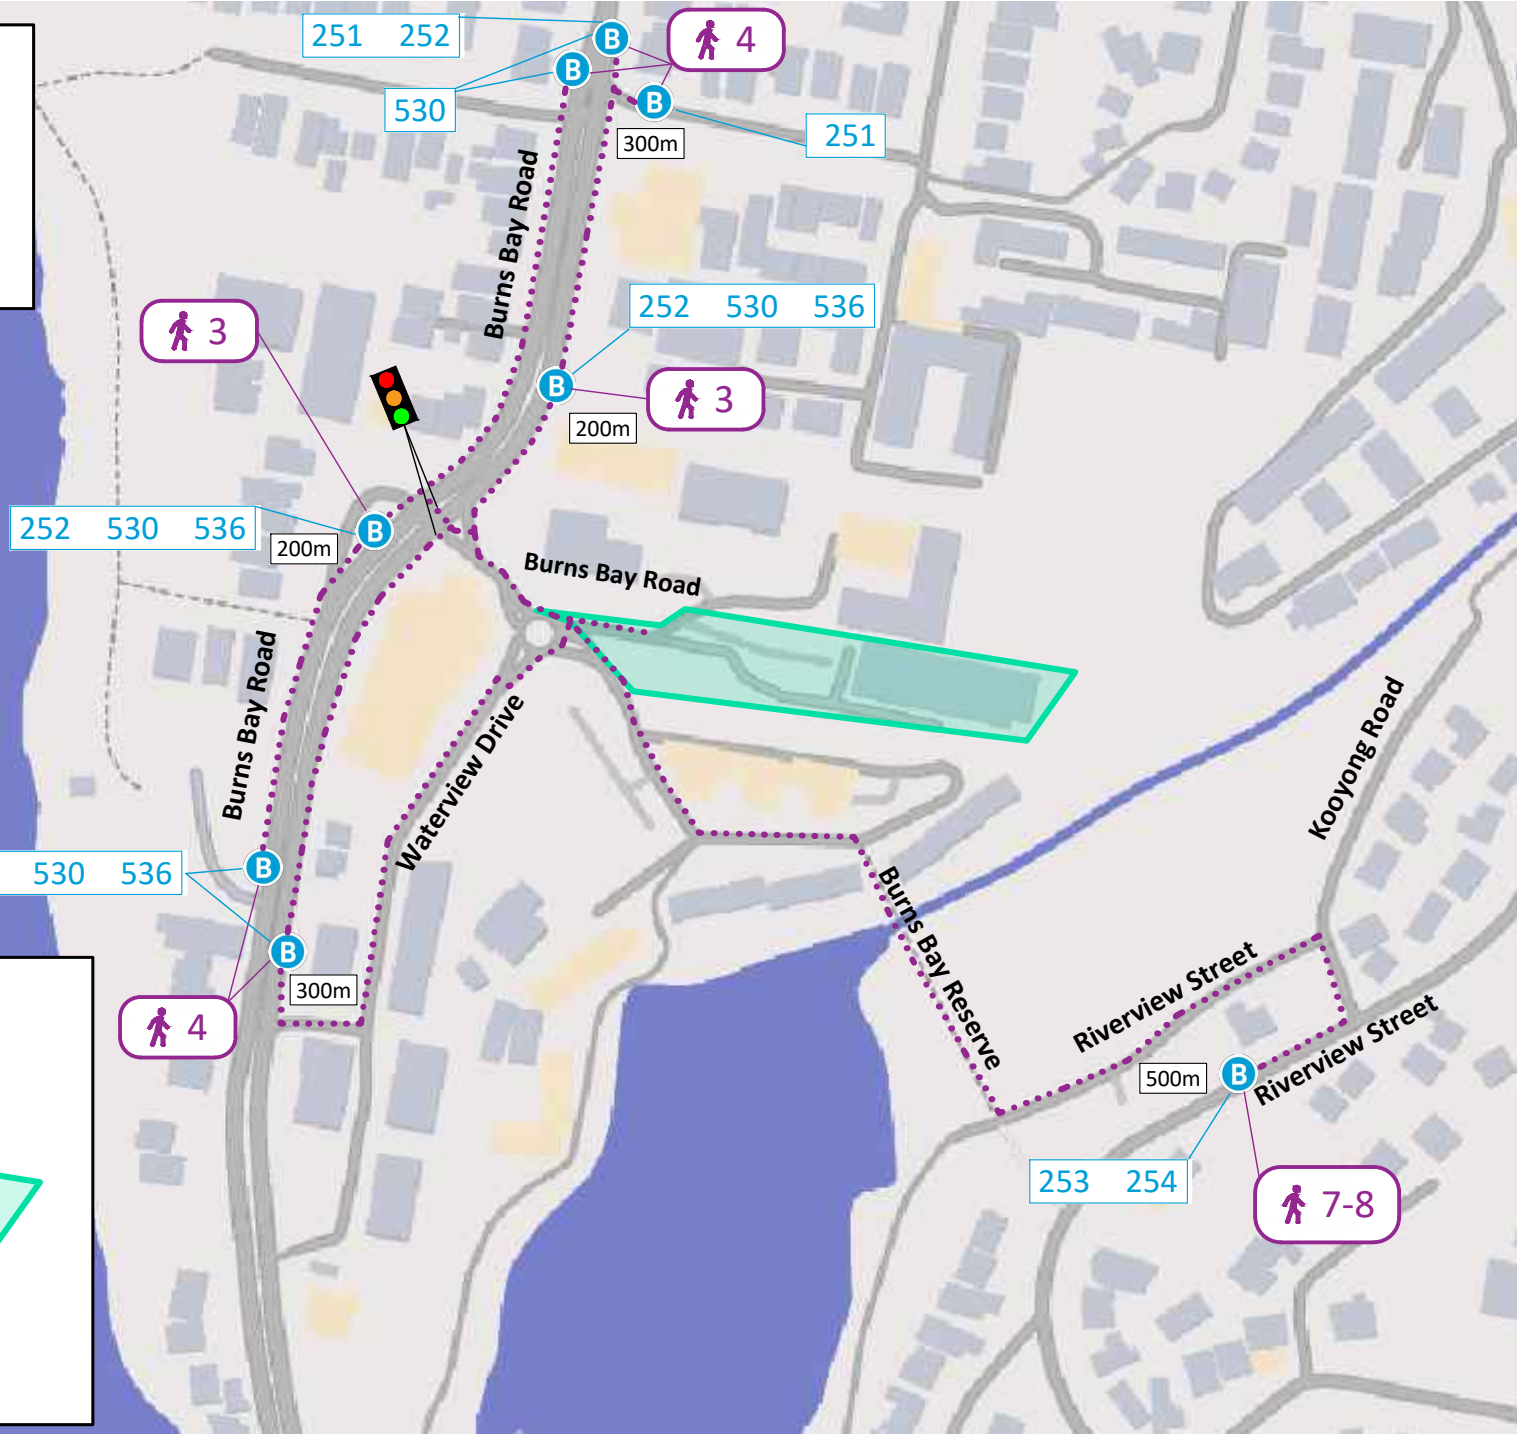 251 252
4
530
251
300m
Burns Bay Road
252 530 536
3
3
200m
252 530 536
200m
Burns Bay Road
Burns Bay Road
Waterview Drive
530 536
300m
4
Burns Bay Reserve
Kooyong Road
Riverview Street
500m
Riverview Street
253 254
7-8
B
B
B
B
B
B
B
B